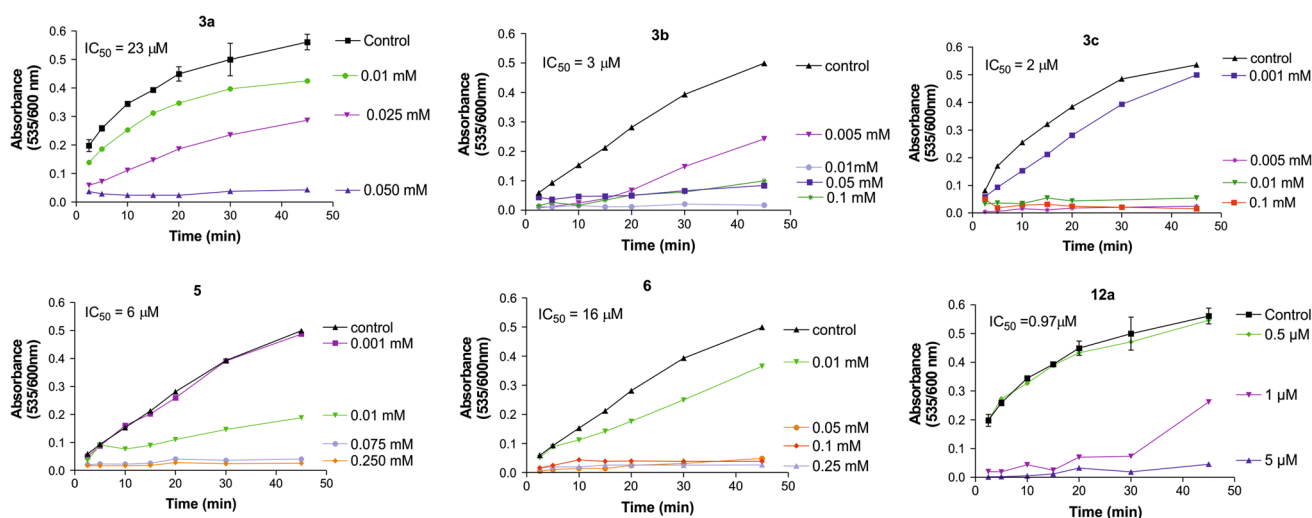 3a
IC50 = 23 μM
Absorbance
(535/600 nm)
0.6
0.5
0.4
0.3
0.2
0.1
0.0
0
10
20
30
40
50
Time (min)
Control
0.01 mM
0.025 mM
0.050 mM
3b
IC50 = 3 μM
Absorbance
(535/600nm)
0.6
0.5
0.4
0.3
0.2
0.1
0.0
0
10
20
30
40
50
Time (min)
control
0.005 mM
0.01mM
0.05 mM
0.1 mM
3c
IC50 = 2 μM
Absorbance
(535/600nm)
0.6
0.5
0.4
0.3
0.2
0.1
0.0
0
10
20
30
40
50
Time (min)
Control
0.001 mM
0.005 mM
0.01 mM
0.1 mM
5
IC50 = 6 μM
Absorbance
(535/600nm)
0.6
0.5
0.4
0.3
0.2
0.1
0.0
0
10
20
30
40
50
Time (min)
control
0.001 mM
0.01 mM
0.075 mM
0.250 mM
6
IC50 = 16 μM
Absorbance
(535/600nm)
0.6
0.5
0.4
0.3
0.2
0.1
0.0
0
10
20
30
40
50
Time (min)
control
0.01 mM
0.05 mM
0.1 mM
0.25 mM
12a
IC50 =0.97μM
Absorbance
(535/600nm)
0.6
0.5
0.4
0.3
0.2
0.1
0.0
0
10
20
30
40
50
Time (min)
Control
0.5 μM
1 μM
5 μM